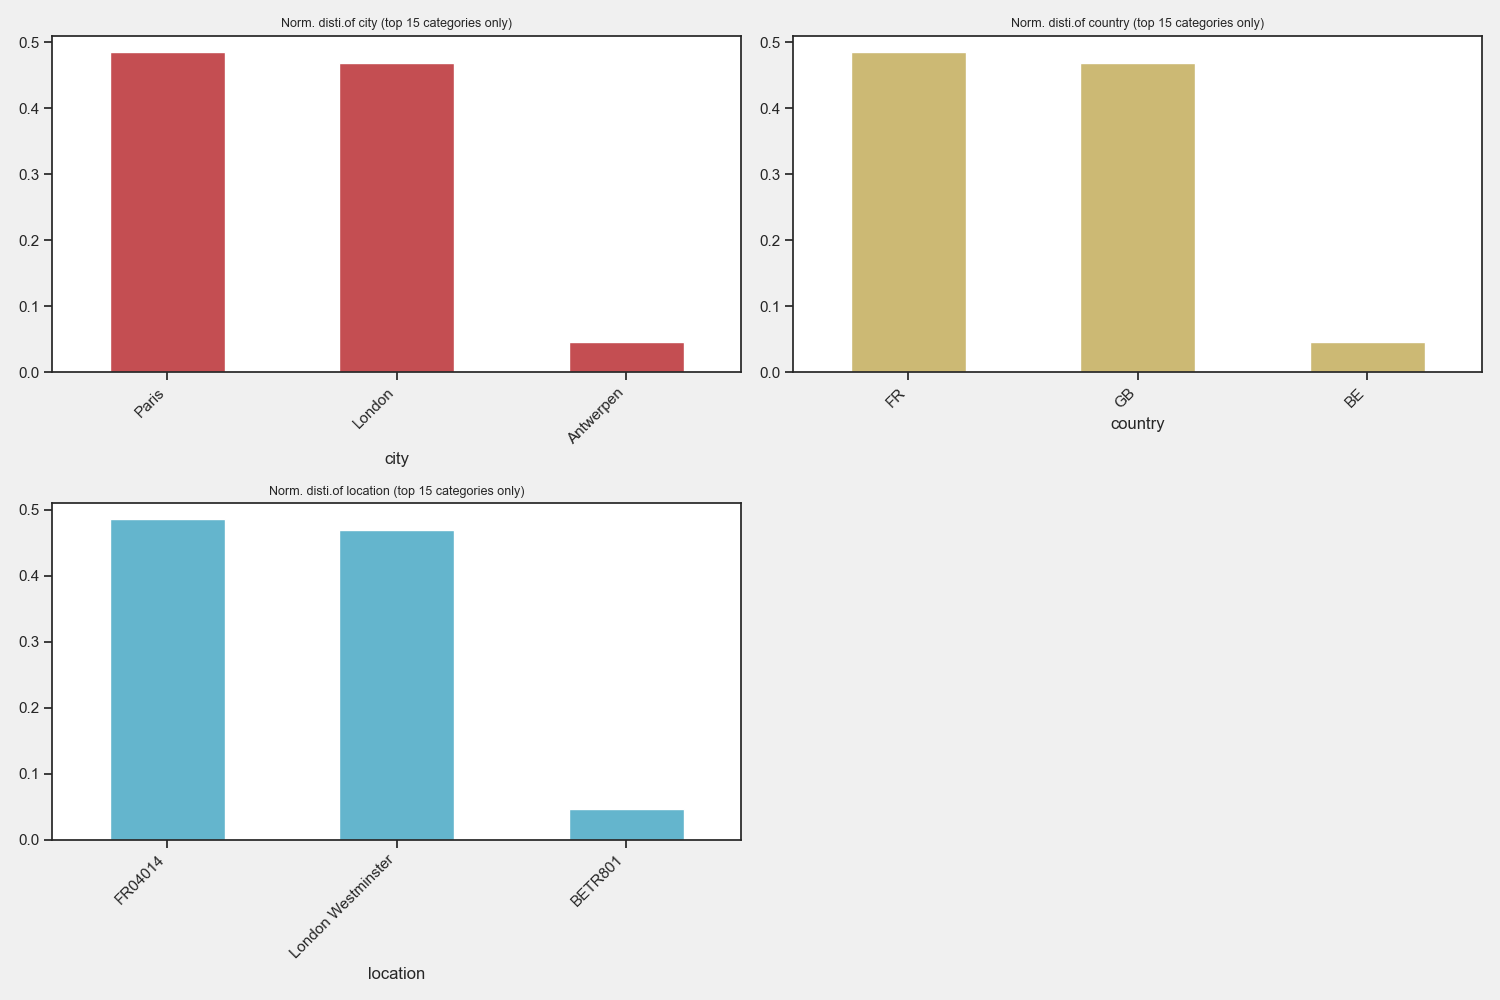 Norm. disti.of city (top 15 categories only)
0.5
0.4
0.3
0.2
0.1
0.0
Paris
London
Antwerpen
city
Norm. disti.of country (top 15 categories only)
0.5
0.4
0.3
0.2
0.1
0.0
FR
GB
BE
country
Norm. disti.of location (top 15 categories only)
0.5
0.4
0.3
0.2
0.1
0.0
FR04014
London Westminster
BETR801
location